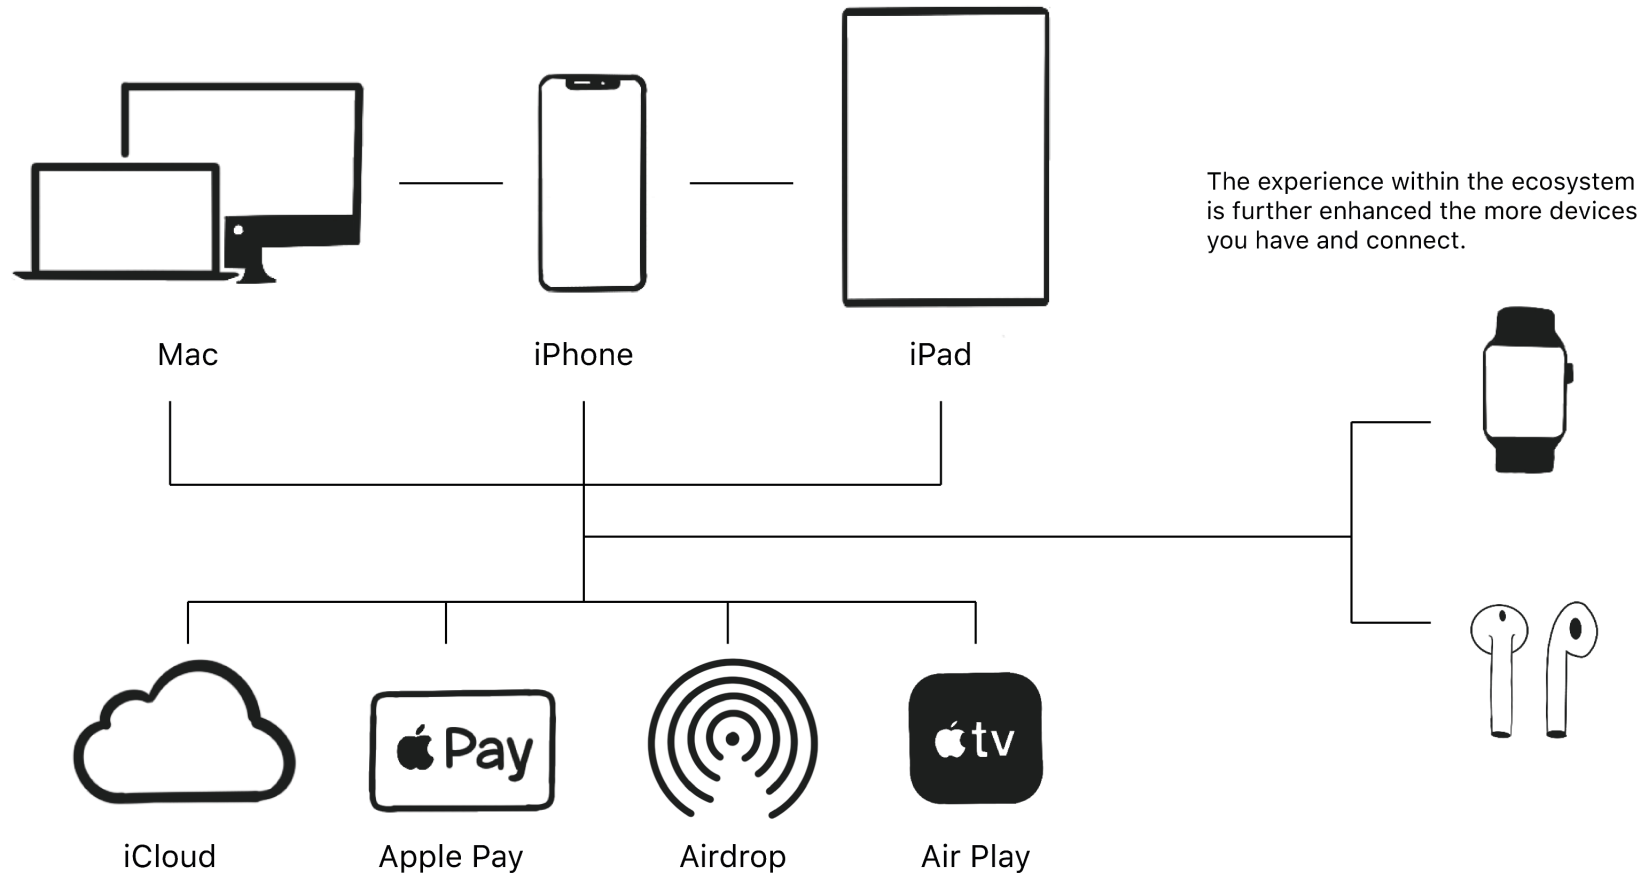 The experience within the ecosystem
is further enhanced the more devices
you have and connect.
Mac
iPhone
iPad
Pay
tv
iCloud
Apple Pay
Airdrop
Air Play